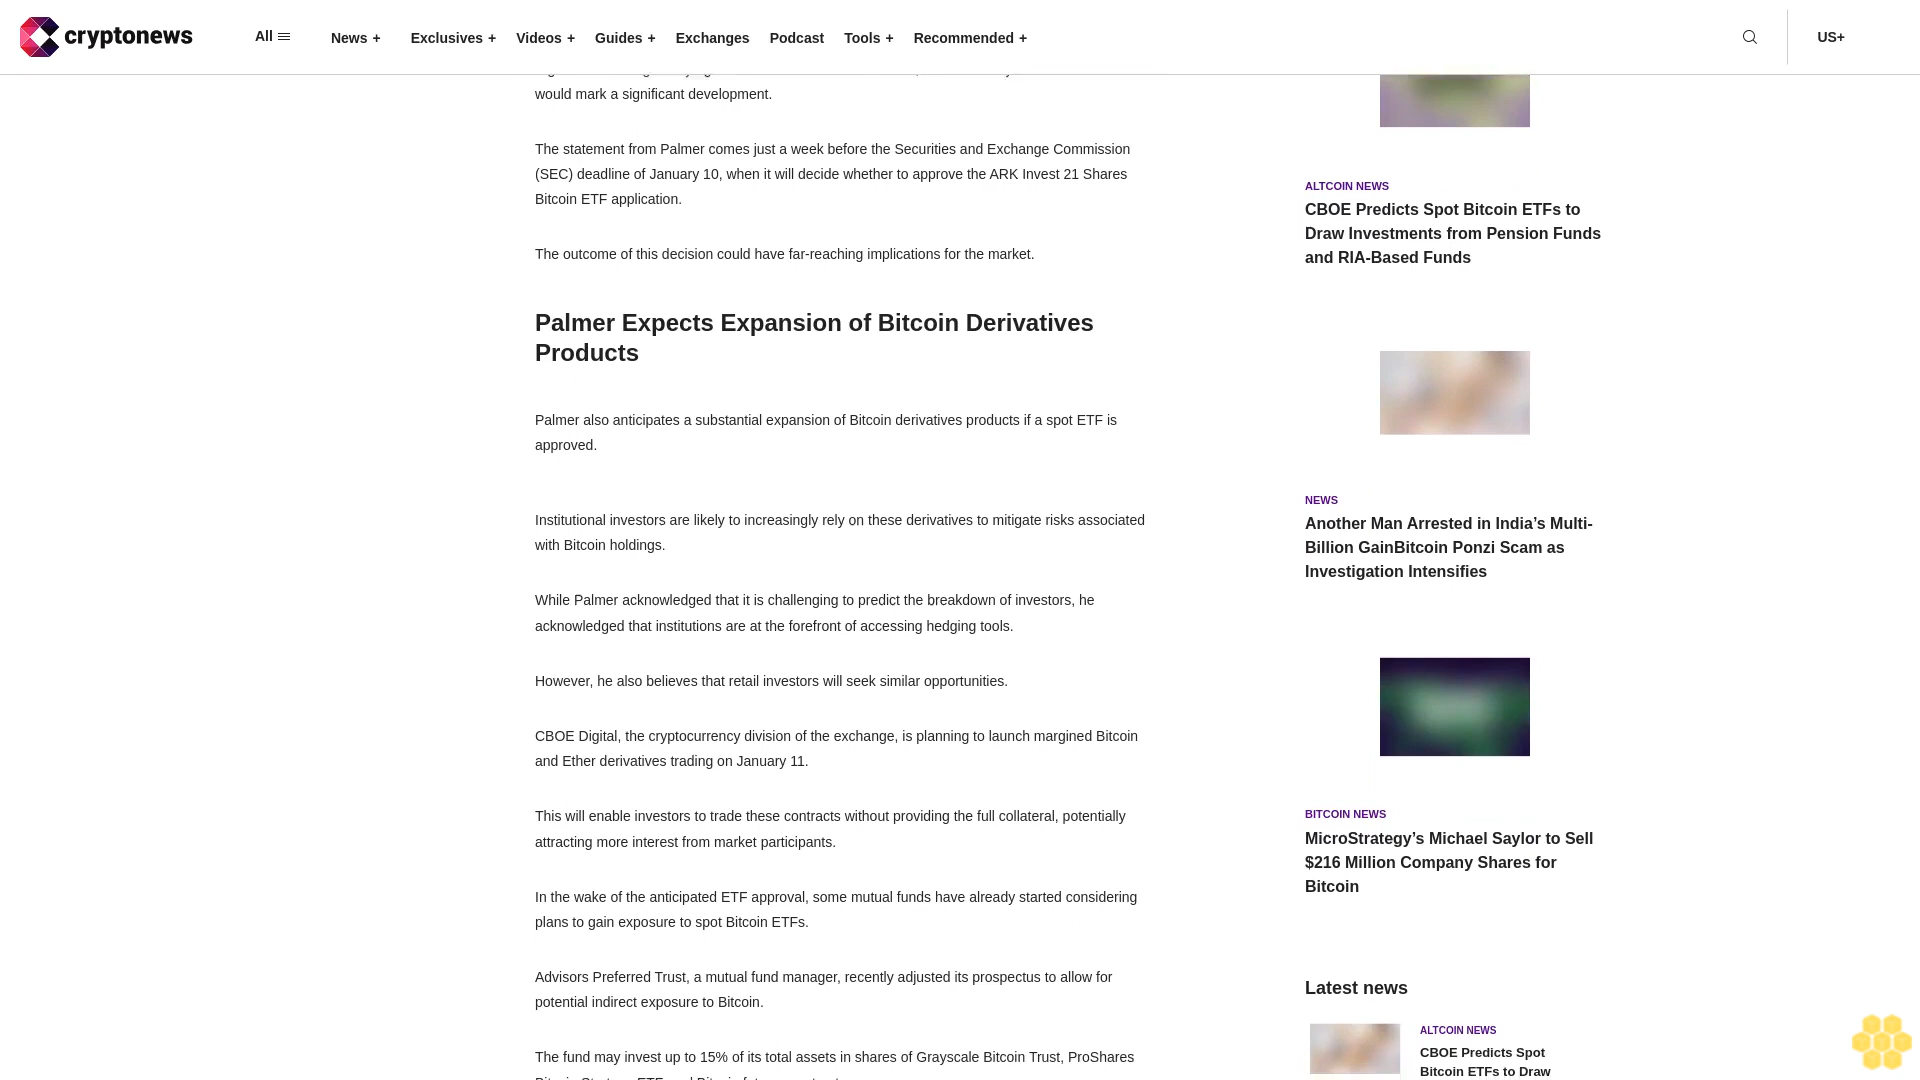 cryptonews
All
News +
Exclusives +
Videos +
Guides +
Exchanges
Podcast
Tools +
Recommended +
US+
would mark a significant development.
The statement from Palmer comes just a week before the Securities and Exchange Commission
(SEC) deadline of January 10, when it will decide whether to approve the ARK Invest 21 Shares
Bitcoin ETF application.
The outcome of this decision could have far-reaching implications for the market.
Palmer Expects Expansion of Bitcoin Derivatives
Products
Palmer also anticipates a substantial expansion of Bitcoin derivatives products if a spot ETF is
approved.
Institutional investors are likely to increasingly rely on these derivatives to mitigate risks associated
with Bitcoin holdings.
While Palmer acknowledged that it is challenging to predict the breakdown of investors, he
acknowledged that institutions are at the forefront of accessing hedging tools.
However, he also believes that retail investors will seek similar opportunities.
CBOE Digital, the cryptocurrency division of the exchange, is planning to launch margined Bitcoin
and Ether derivatives trading on January 11.
This will enable investors to trade these contracts without providing the full collateral, potentially
attracting more interest from market participants.
In the wake of the anticipated ETF approval, some mutual funds have already started considering
plans to gain exposure to spot Bitcoin ETFs.
Advisors Preferred Trust, a mutual fund manager, recently adjusted its prospectus to allow for
potential indirect exposure to Bitcoin.
The fund may invest up to 15% of its total assets in shares of Grayscale Bitcoin Trust, ProShares
ALTCOIN NEWS
CBOE Predicts Spot Bitcoin ETFs to
Draw Investments from Pension Funds
and RIA-Based Funds
NEWS
Another Man Arrested in India’s Multi-
Billion GainBitcoin Ponzi Scam as
Investigation Intensifies
BITCOIN NEWS
MicroStrategy’s Michael Saylor to Sell
$216 Million Company Shares for
Bitcoin
Latest news
ALTCOIN NEWS
CBOE Predicts Spot
Bitcoin ETFs to Draw